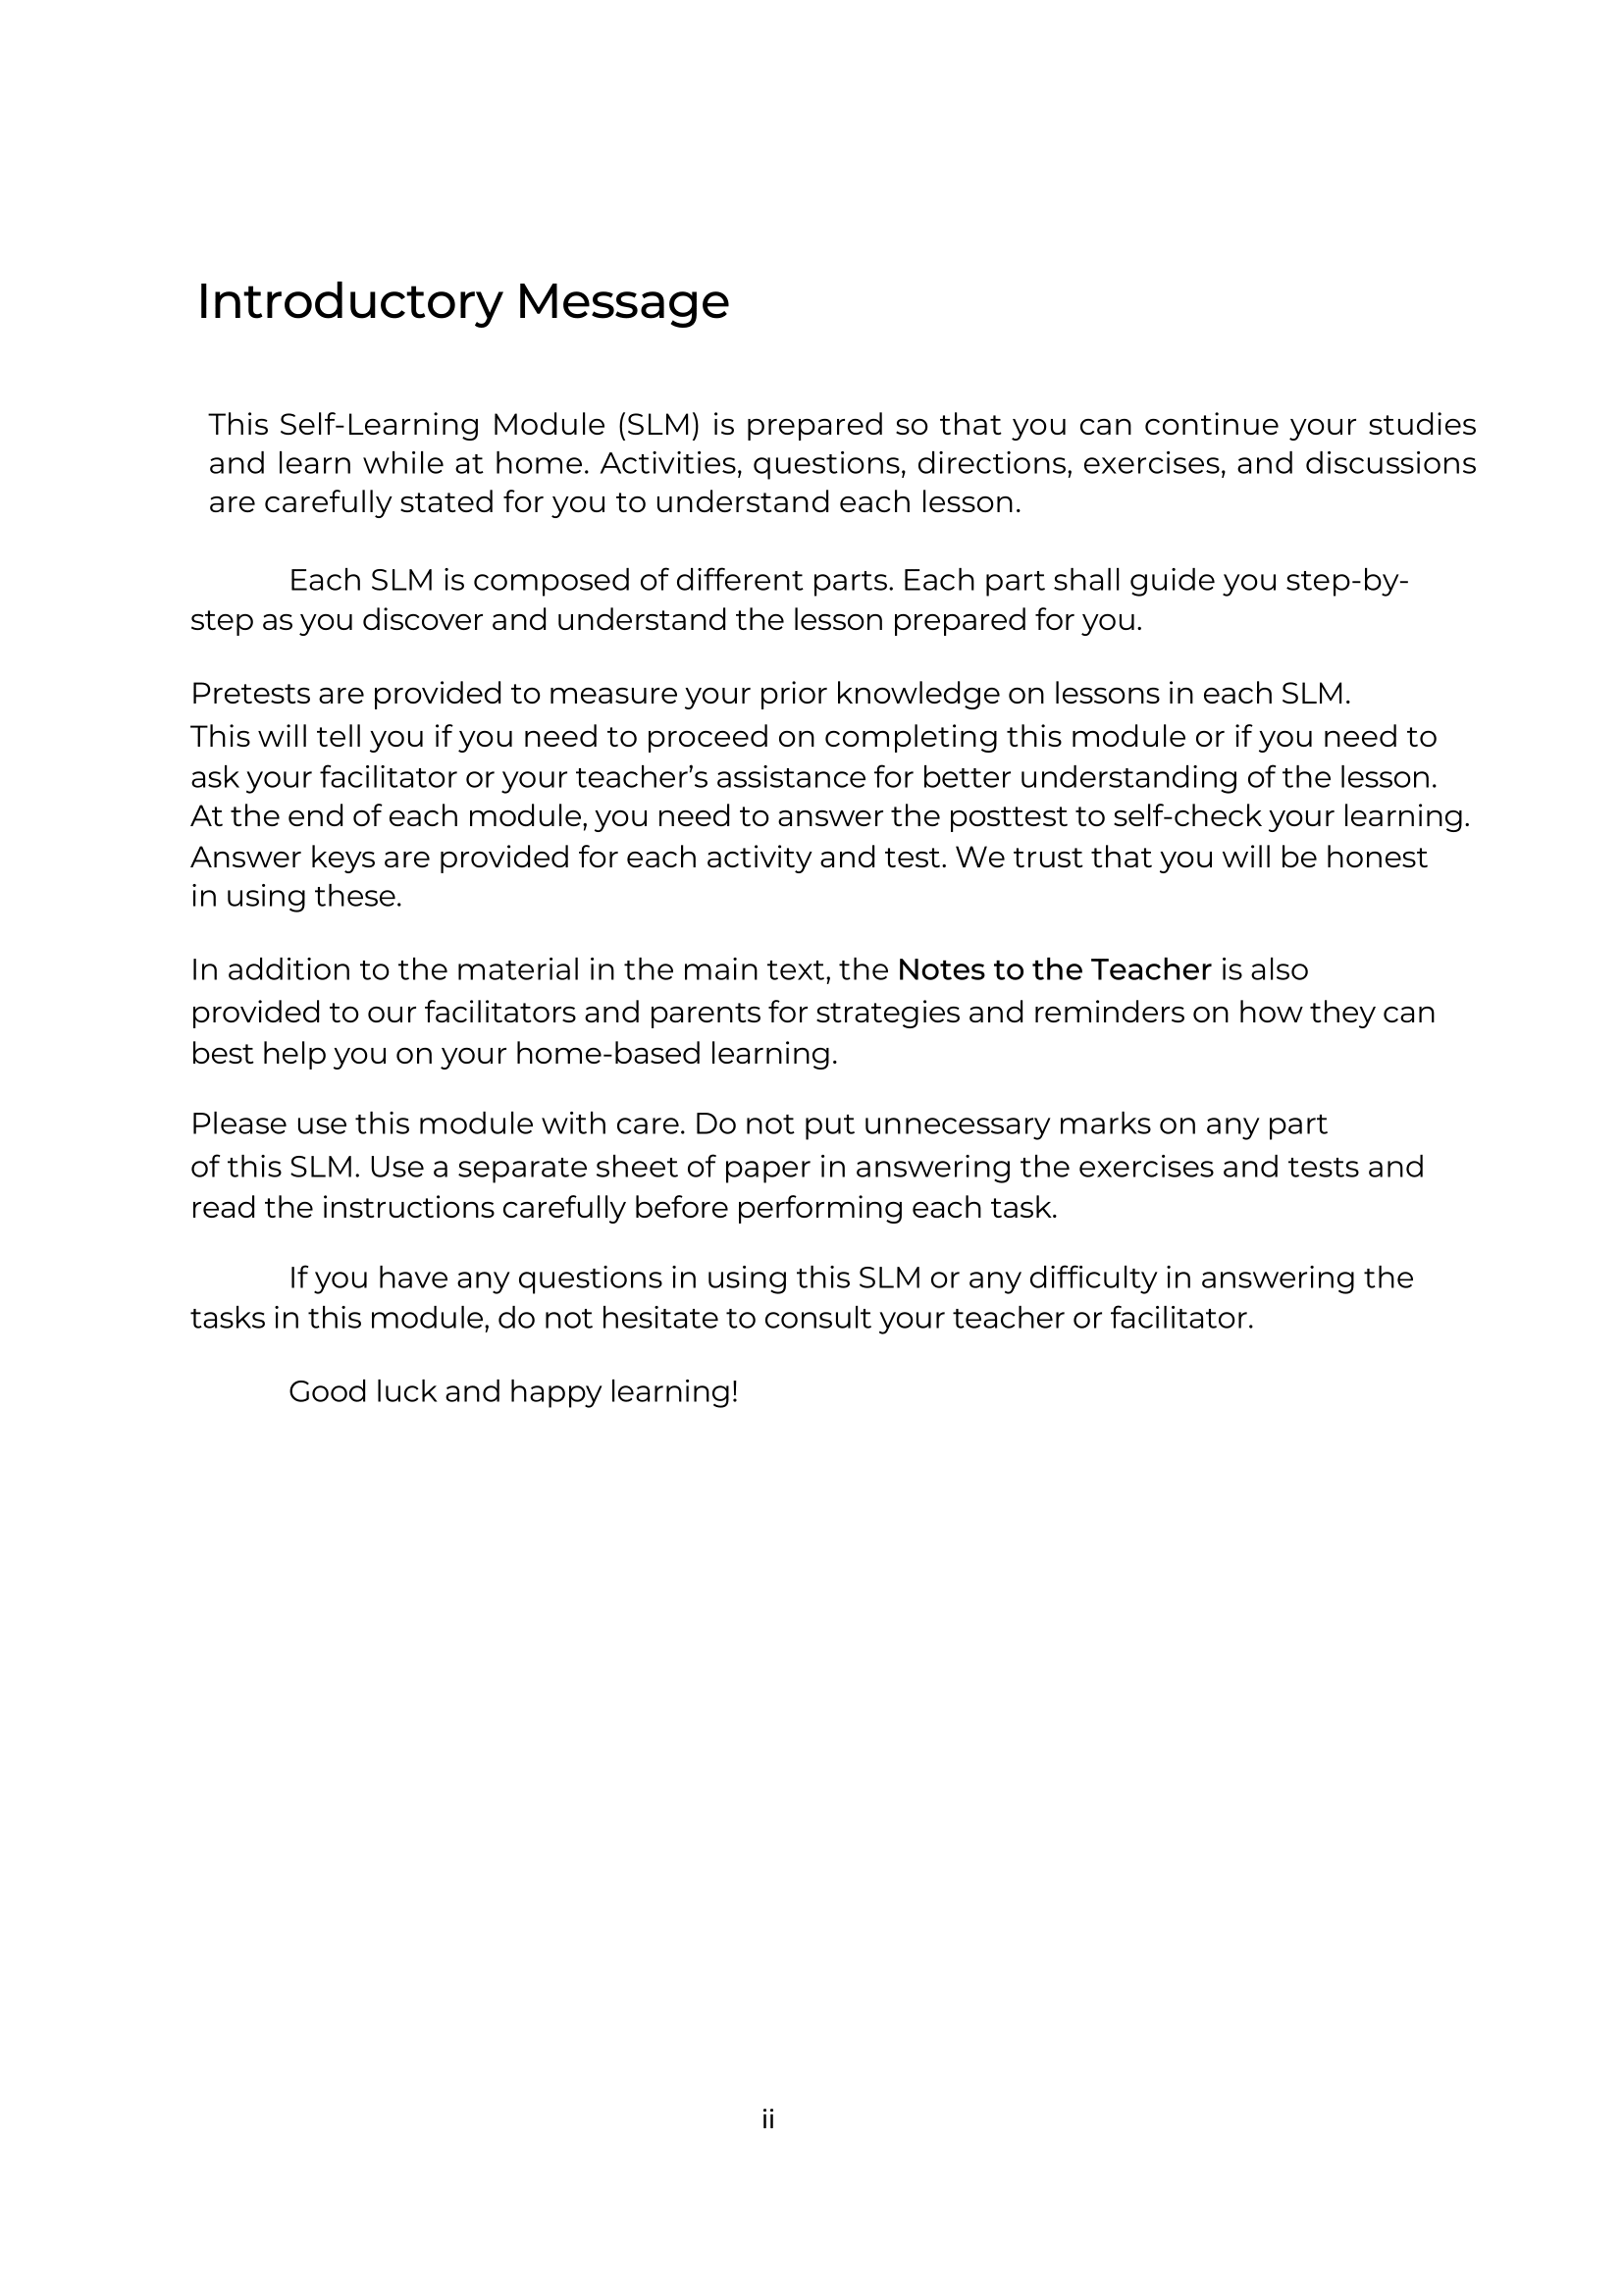 Introductory Message
This Self-Learning Module (SLM) is prepared so that you can continue your studies
and learn while at home. Activities, questions, directions, exercises, and discussions
are carefully stated for you to understand each lesson.
Each SLM is composed of different parts. Each part shall guide you step-by-
step as you discover and understand the lesson prepared for you.
Pretests are provided to measure your prior knowledge on lessons in each SLM.
This will tell you if you need to proceed on completing this module or if you need to
ask your facilitator or your teacher’s assistance for better understanding of the lesson.
At the end of each module, you need to answer the posttest to self-check your learning.
Answer keys are provided for each activity and test. We trust that you will be honest
in using these.
In addition to the material in the main text, the Notes to the Teacher is also
provided to our facilitators and parents for strategies and reminders on how they can
best help you on your home-based learning.
Please use this module with care. Do not put unnecessary marks on any part
of this SLM. Use a separate sheet of paper in answering the exercises and tests and
read the instructions carefully before performing each task.
If you have any questions in using this SLM or any difficulty in answering the
tasks in this module, do not hesitate to consult your teacher or facilitator.
Good luck and happy learning!
ii